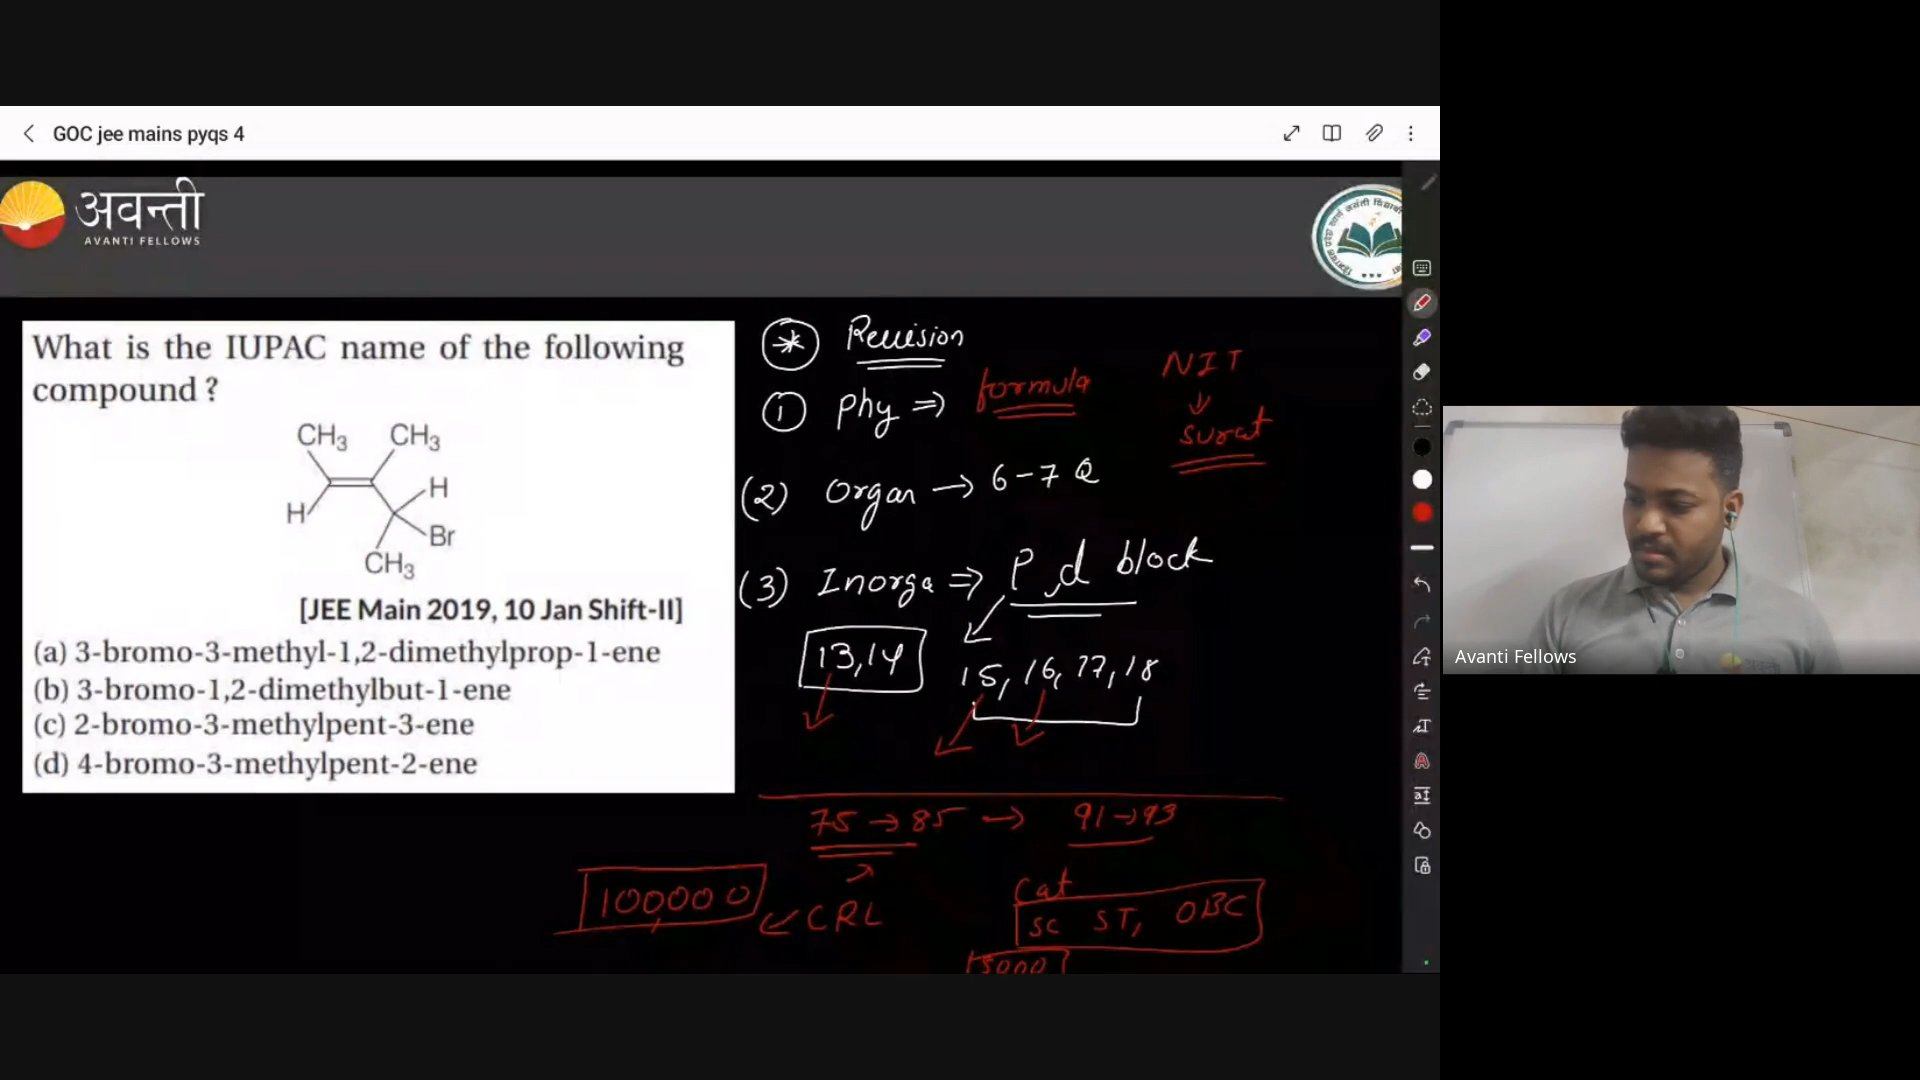 GOC jee mains pyqs 4
अवन्ती
AVANTI FELLOWS
What is the IUPAC name of the following
compound ?
CH3 CH3
H
H
Br
CH3
[JEE Main 2019, 10 Jan Shift-II]
(a) 3-bromo-3-methyl-1,2-dimethylprop-1-ene
(b) 3-bromo-1,2-dimethylbut-1-ene
(c) 2-bromo-3-methylpent-3-ene
(d) 4-bromo-3-methylpent-2-ene
* Revision
① Phy ⇒ formula
NIT
↓
surat
(2) Organ → 6-7 Q
(3) Inorga ⇒ P,d block
13,14 15, 16, 17, 18
75 → 85 → 91 → 93
100,000 ← CRL
Cat
SC ST, OBC
15000
Avanti Fellows